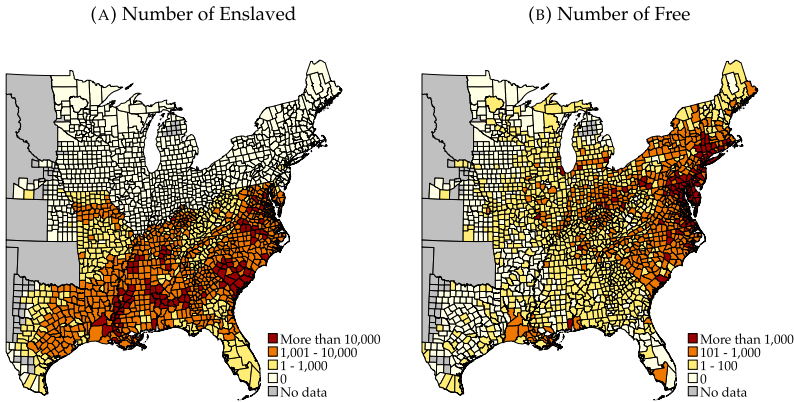 (A) Number of Enslaved
(B) Number of Free
More than 10,000
1,001 - 10,000
1 - 1,000
0
No data
More than 1,000
101 - 1,000
1 - 100
0
No data